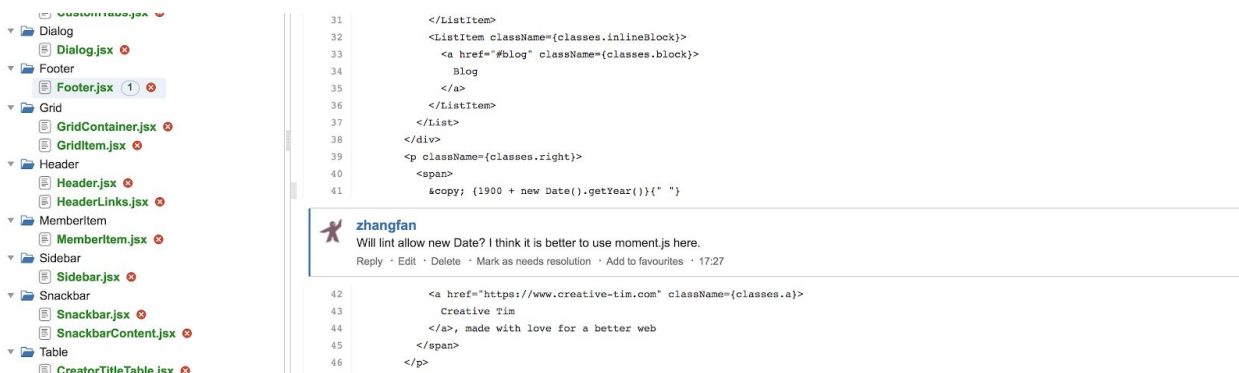 CustomTabs.jsx
Dialog
Dialog.jsx
Footer
Footer.jsx 1
Grid
GridContainer.jsx
GridItem.jsx
Header
Header.jsx
HeaderLinks.jsx
MemberItem
MemberItem.jsx
Sidebar
Sidebar.jsx
Snackbar
Snackbar.jsx
SnackbarContent.jsx
Table
CreatorTitleTable.jsx
31 </ListItem>
32 <ListItem className={classes.inlineBlock}>
33 <a href="#blog" className={classes.block}>
34 Blog
35 </a>
36 </ListItem>
37 </List>
38 </div>
39 <p className={classes.right}>
40 <span>
41 &copy; {1900 + new Date().getYear()}{" "}
zhangfan
Will lint allow new Date? I think it is better to use moment.js here.
Reply · Edit · Delete · Mark as needs resolution · Add to favourites · 17:27
42 <a href="https://www.creative-tim.com" className={classes.a}>
43 Creative Tim
44 </a>, made with love for a better web
45 </span>
46 </p>